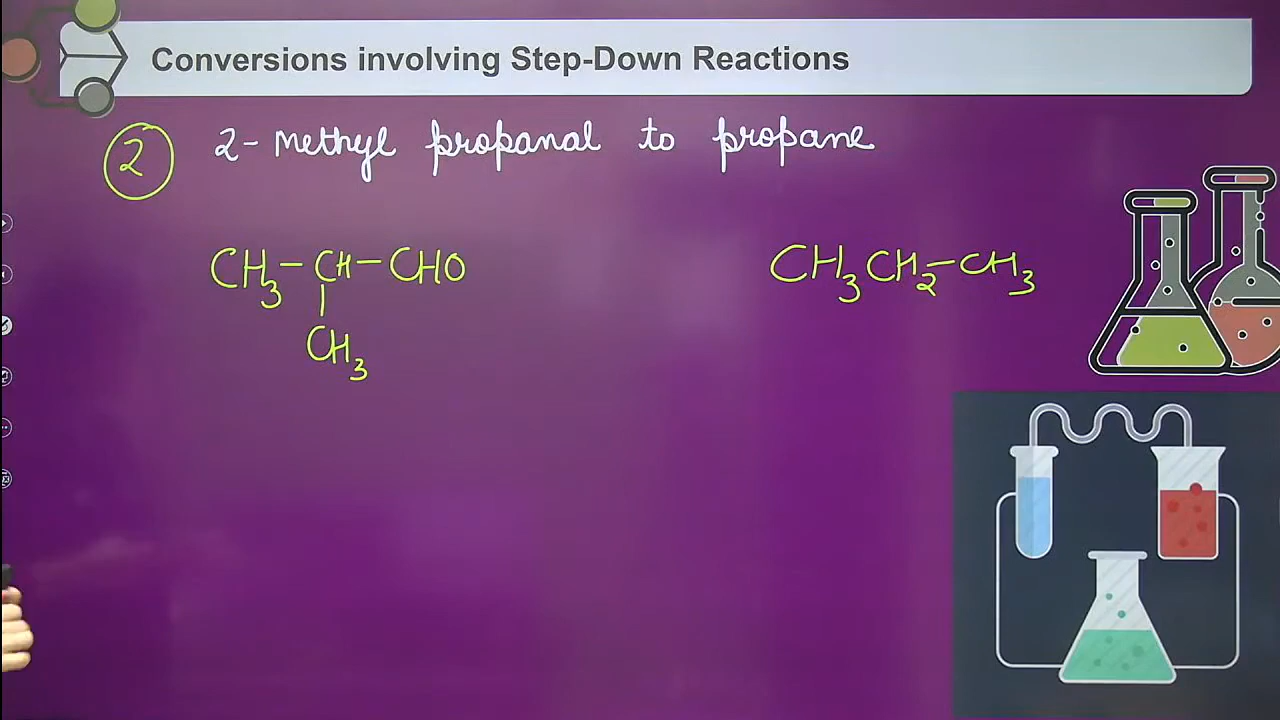 Conversions involving Step-Down Reactions
2 2-Methyl propanal to propane
CH3-CH-CHO CH3CH2-CH3
CH3